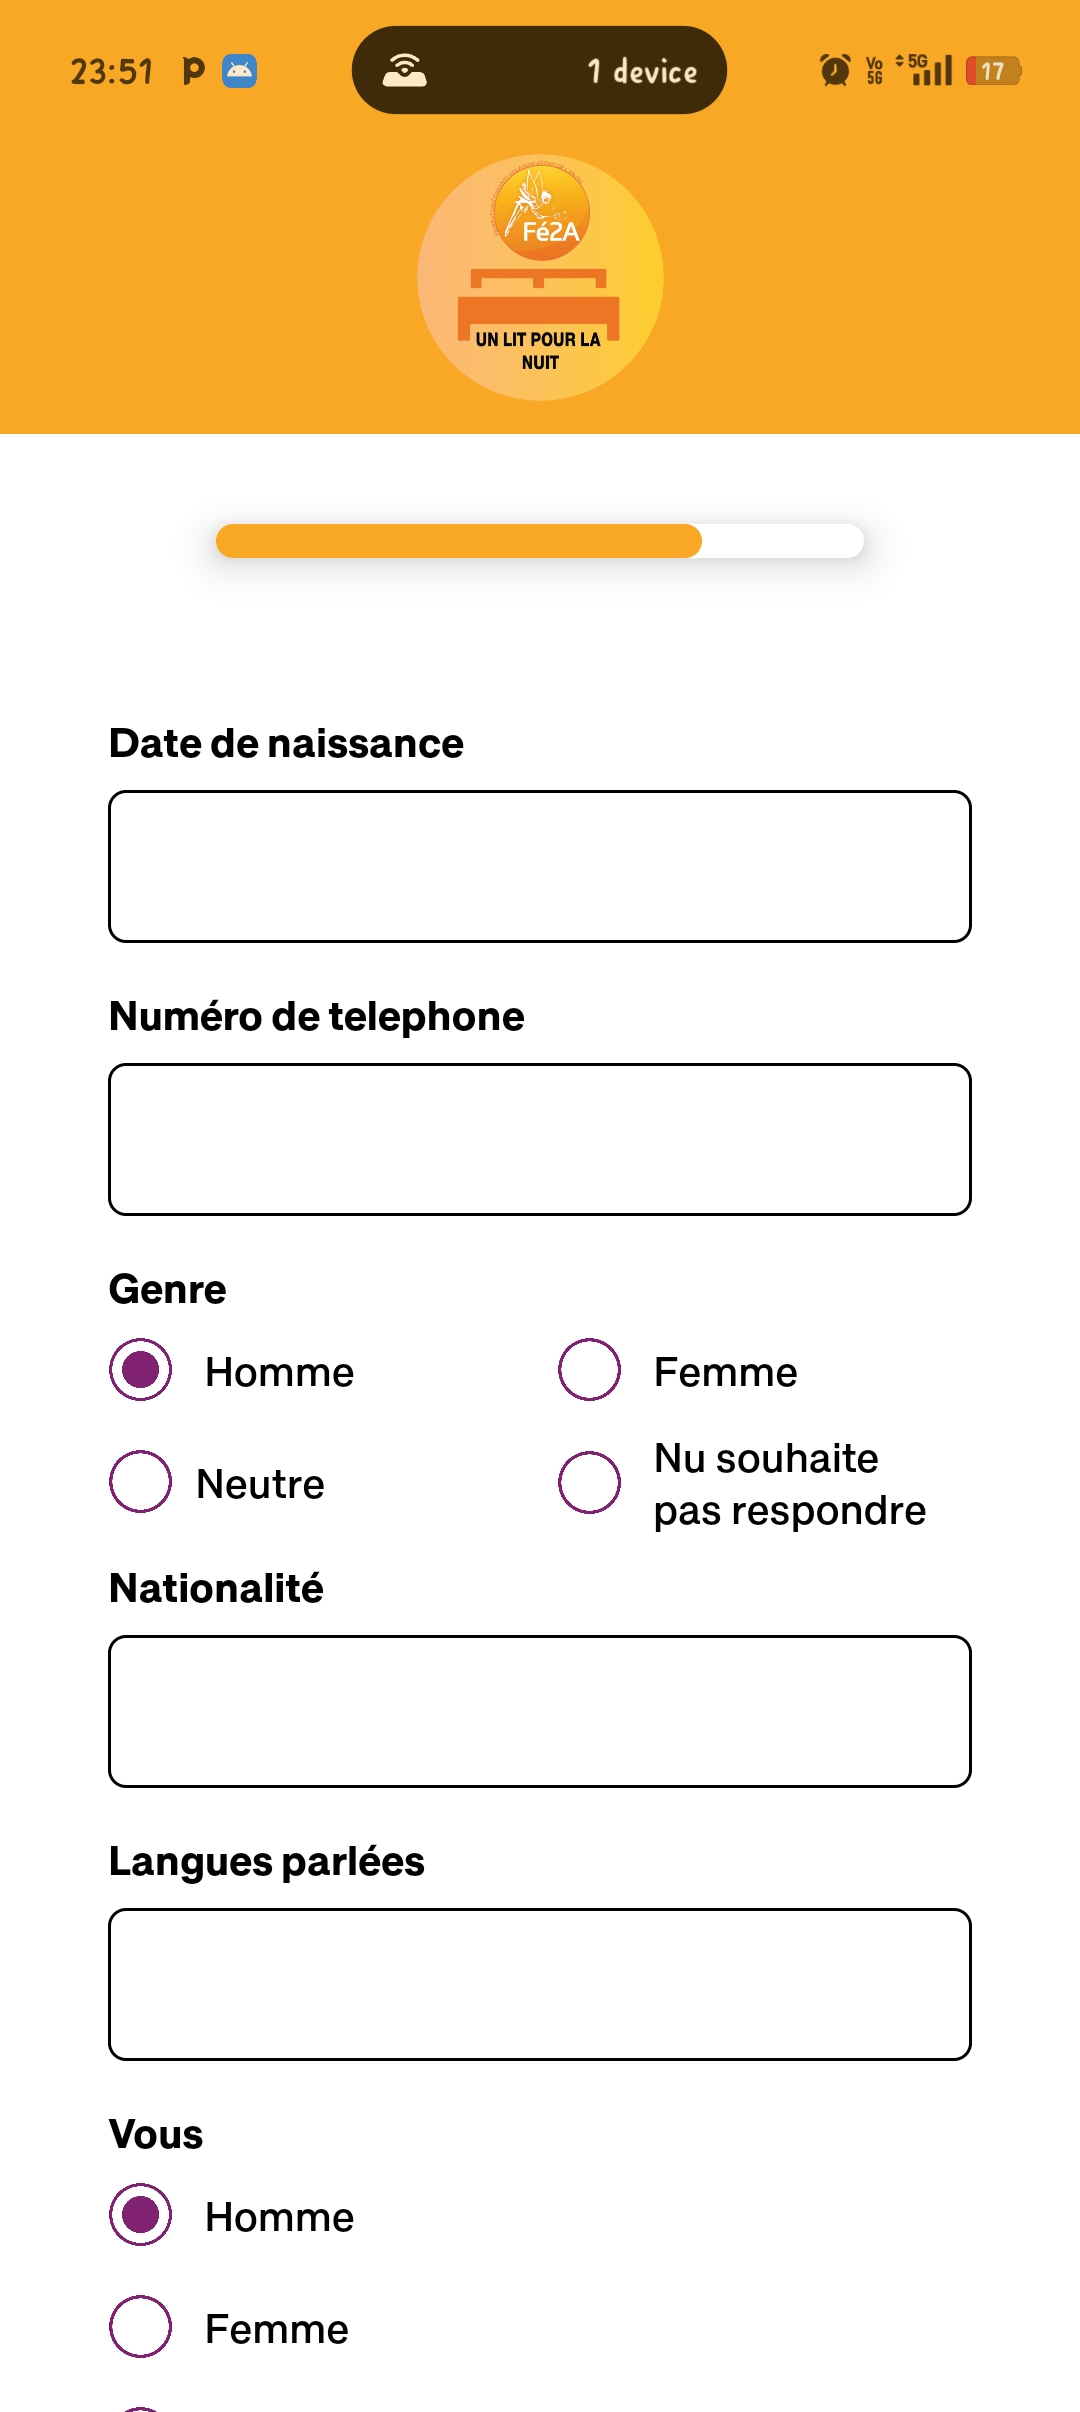 23:51
1 device
Vo
5G
5G
17
Fé2A
UN LIT POUR LA
NUIT
Date de naissance
Numéro de telephone
Genre
Homme
Femme
Neutre
Nu souhaite
pas respondre
Nationalité
Langues parlées
Vous
Homme
Femme